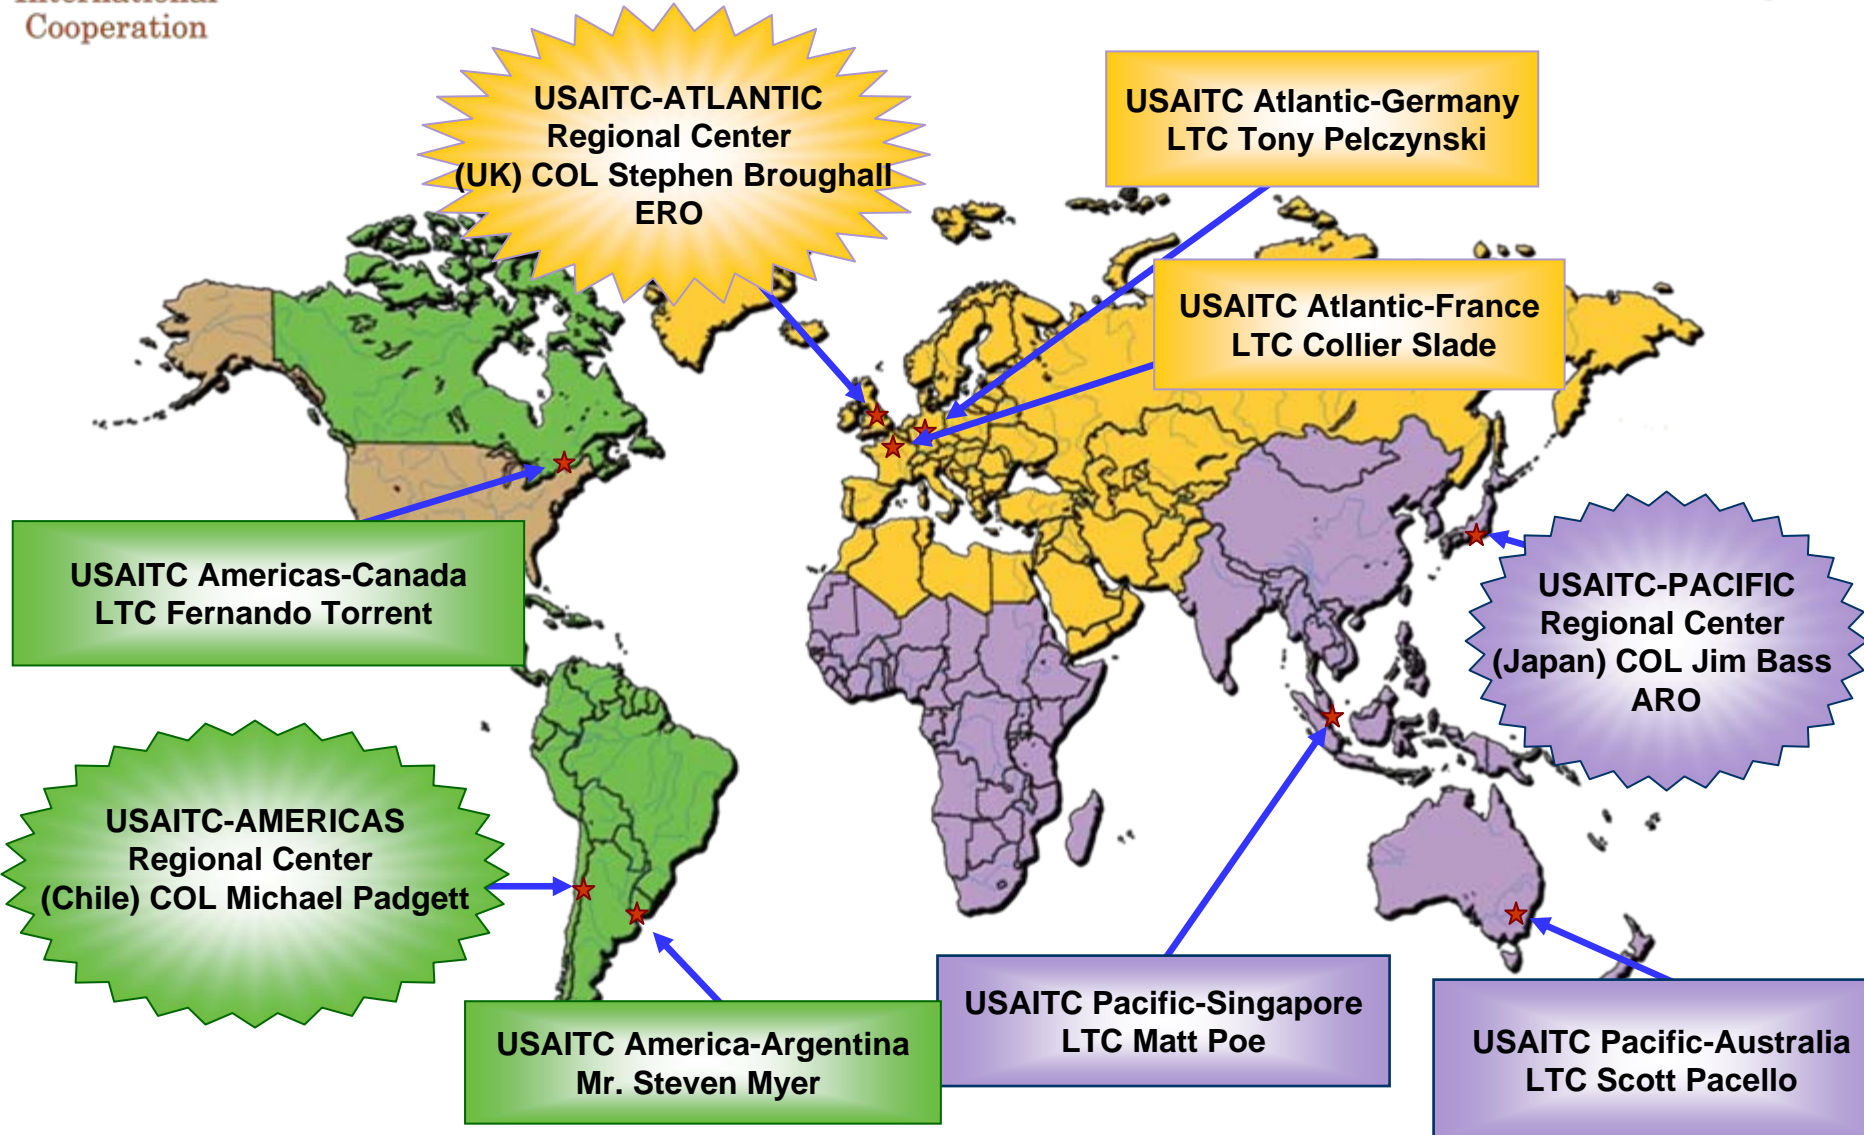 Cooperation
USAITC-ATLANTIC
Regional Center
(UK) COL Stephen Broughall
ERO
USAITC Atlantic-Germany
LTC Tony Pelczynski
USAITC Atlantic-France
LTC Collier Slade
USAITC Americas-Canada
LTC Fernando Torrent
USAITC-PACIFIC
Regional Center
(Japan) COL Jim Bass
ARO
USAITC-AMERICAS
Regional Center
(Chile) COL Michael Padgett
USAITC America-Argentina
Mr. Steven Myer
USAITC Pacific-Singapore
LTC Matt Poe
USAITC Pacific-Australia
LTC Scott Pacello